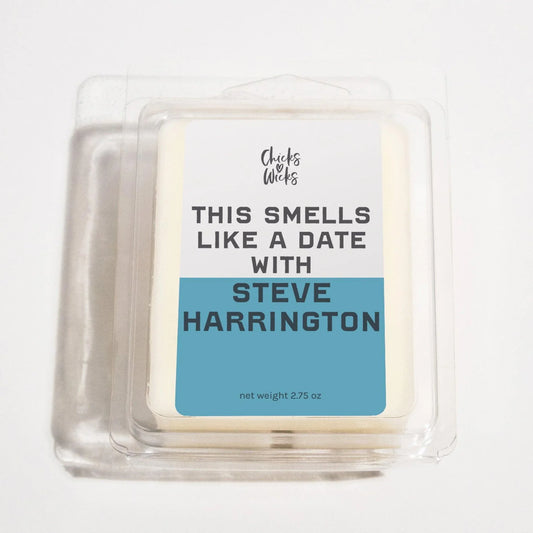 Chicks
Wicks
THIS SMELLS
LIKE A DATE
WITH
STEVE
HARRINGTON
net weight 2.75 oz